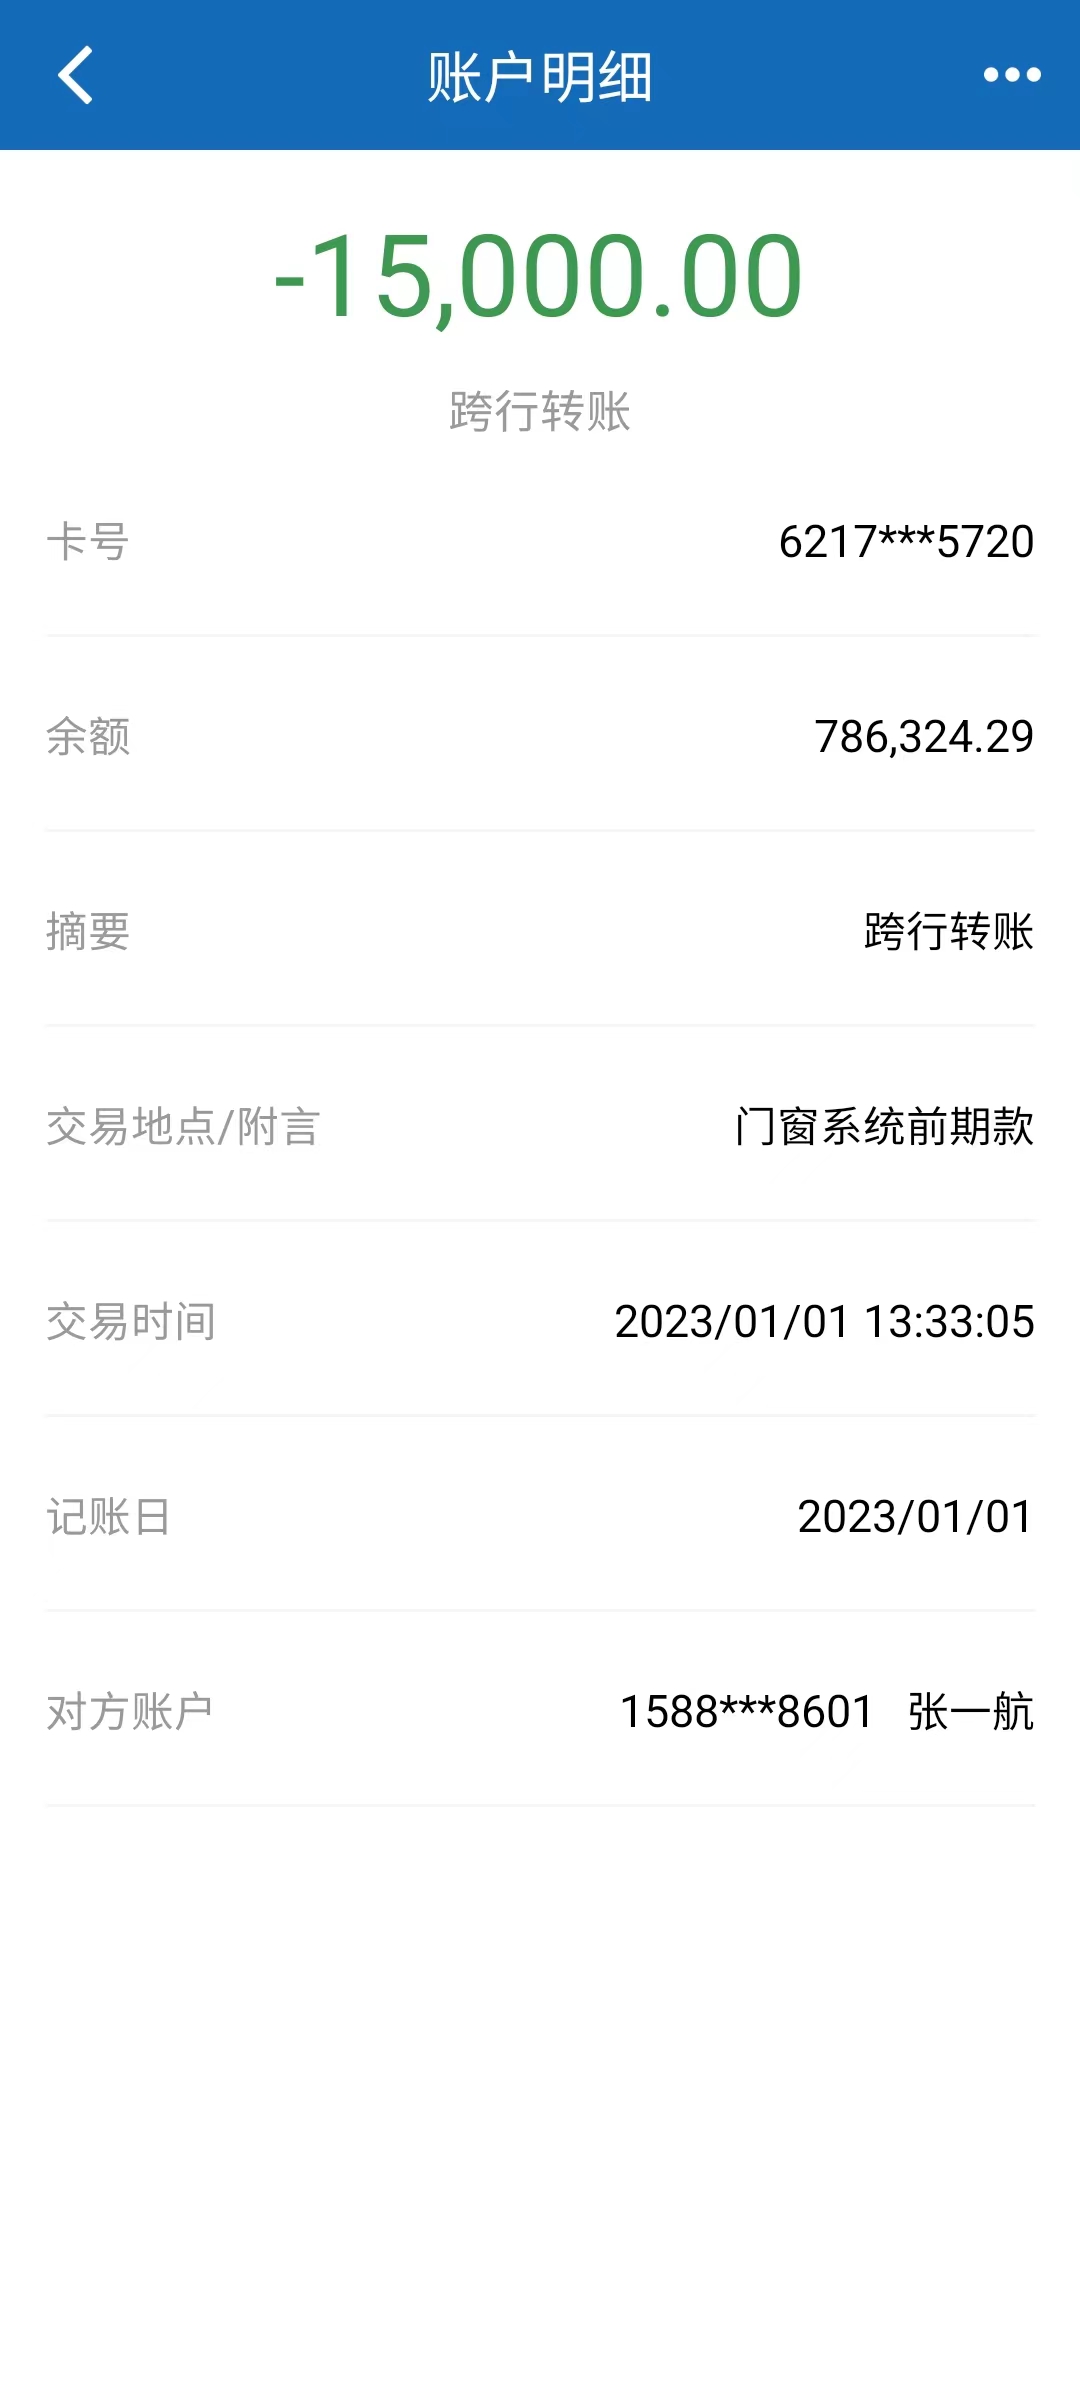 账户明细
-15,000.00
跨行转账
卡号 6217***5720
余额 786,324.29
摘要 跨行转账
交易地点/附言 门窗系统前期款
交易时间 2023/01/01 13:33:05
记账日 2023/01/01
对方账户 1588***8601 张一航